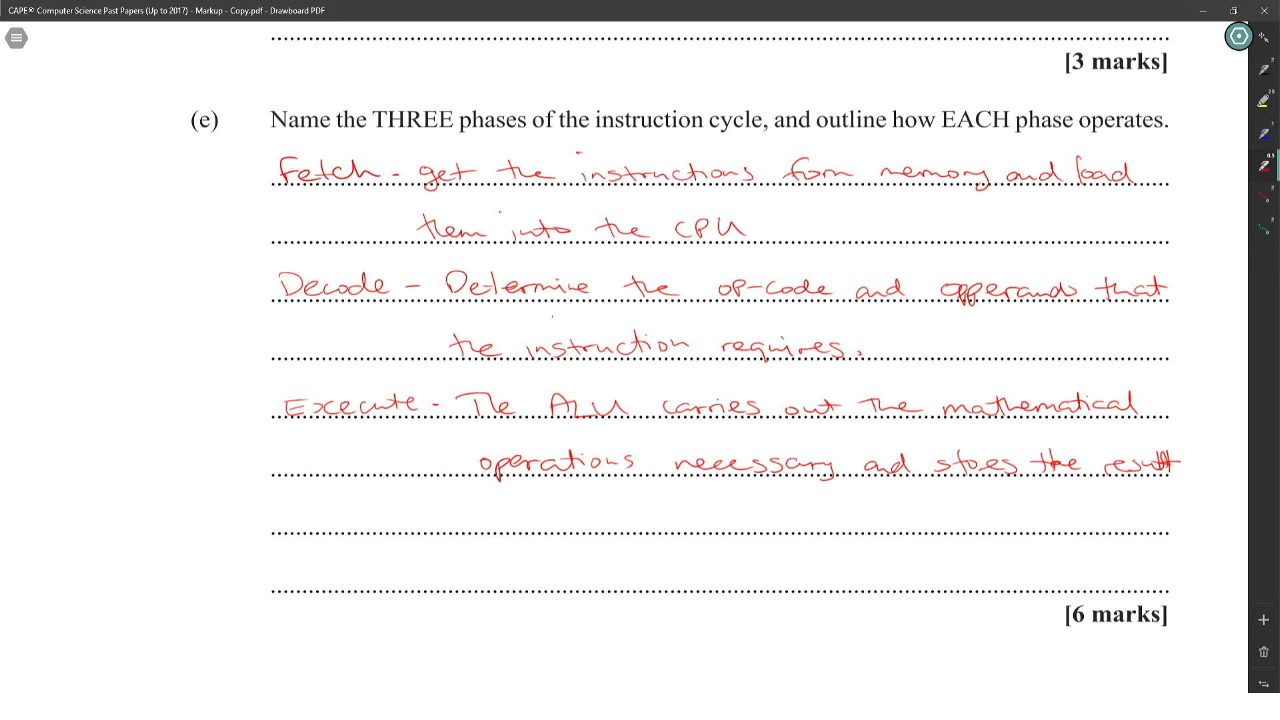 CAPE® Computer Science Past Papers (Up to 2017) - Markup - Copy.pdf - Drawboard PDF
[3 marks]
(e) Name the THREE phases of the instruction cycle, and outline how EACH phase operates.
Fetch - get the instructions from memory and load
them into the CPU
Decode - Determine the op-code and opperands that
the instruction requires.
Excecute - The ALU carries out the mathematical
operations necessary and stores the result
[6 marks]